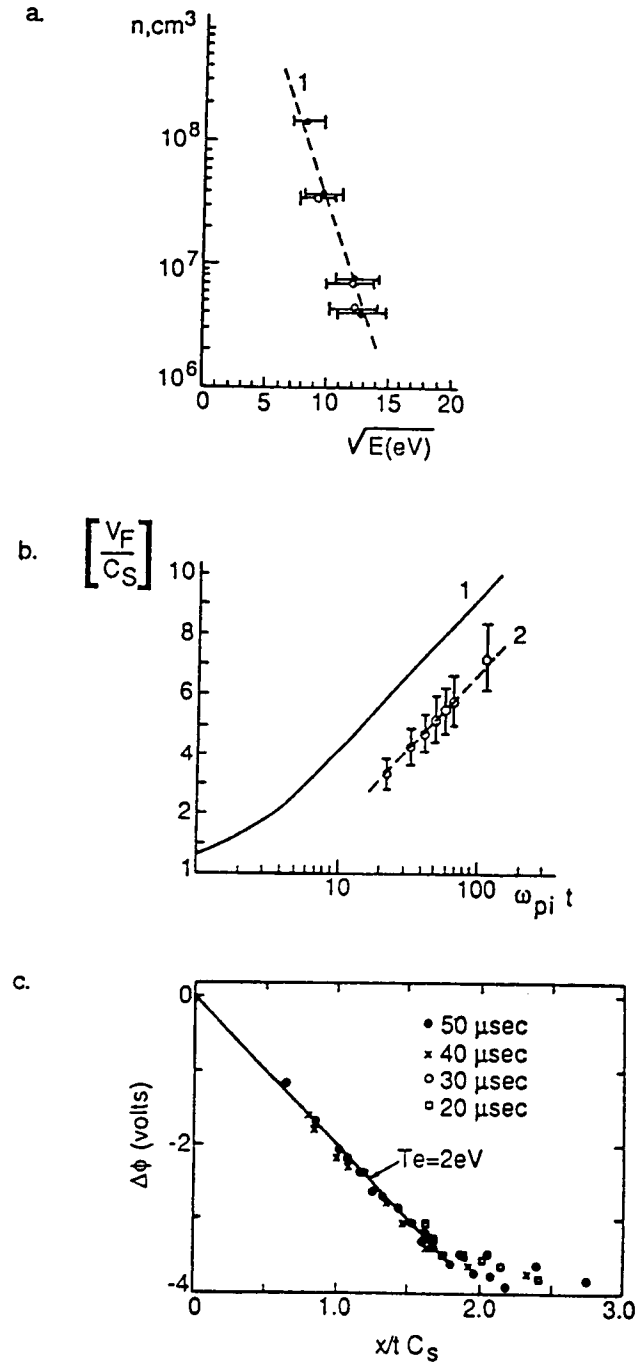 a.
n,cm³
1
10⁸
10⁷
10⁶
0 5 10 15 20
√E(eV)
b.
[V_F/C_S]
10
8
6
4
2
1
1
2
10 100 ω_pi t
c.
0
-2
-4
Δϕ (volts)
● 50 μsec
× 40 μsec
○ 30 μsec
□ 20 μsec
Te=2eV
0 1.0 2.0 3.0
x/t C_s